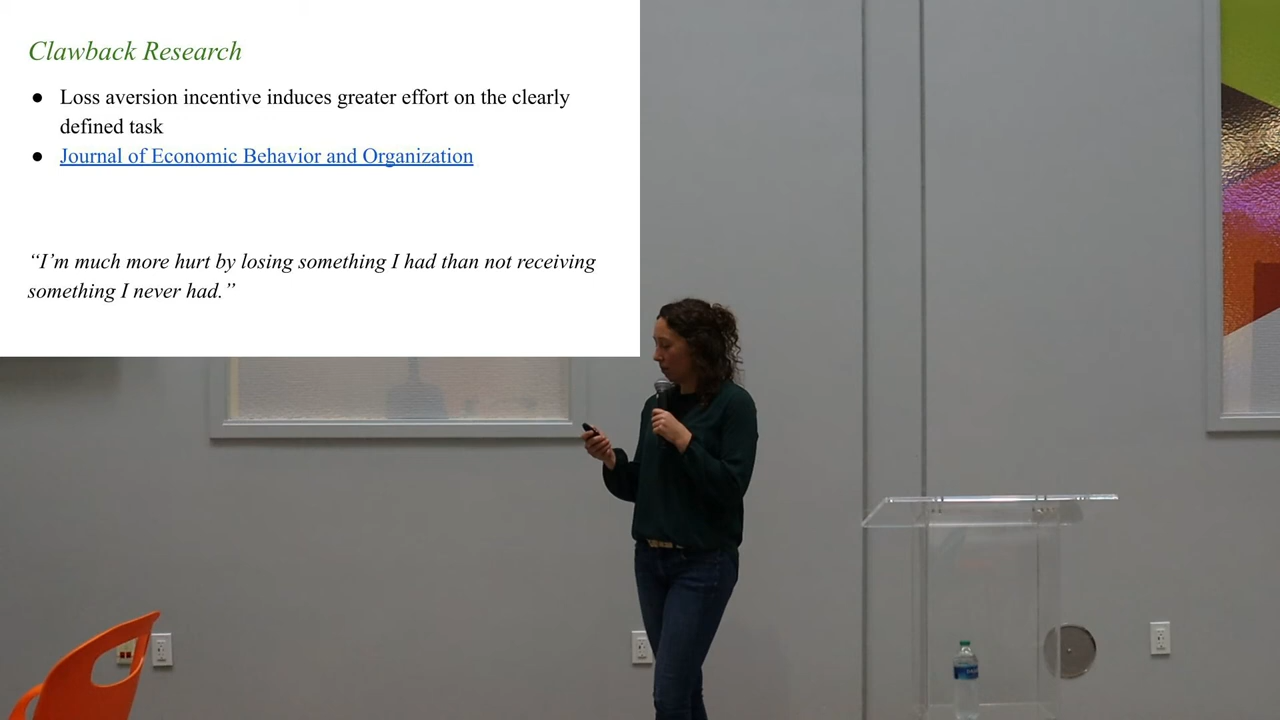 Clawback Research
● Loss aversion incentive induces greater effort on the clearly
defined task
● Journal of Economic Behavior and Organization
“I’m much more hurt by losing something I had than not receiving
something I never had.”